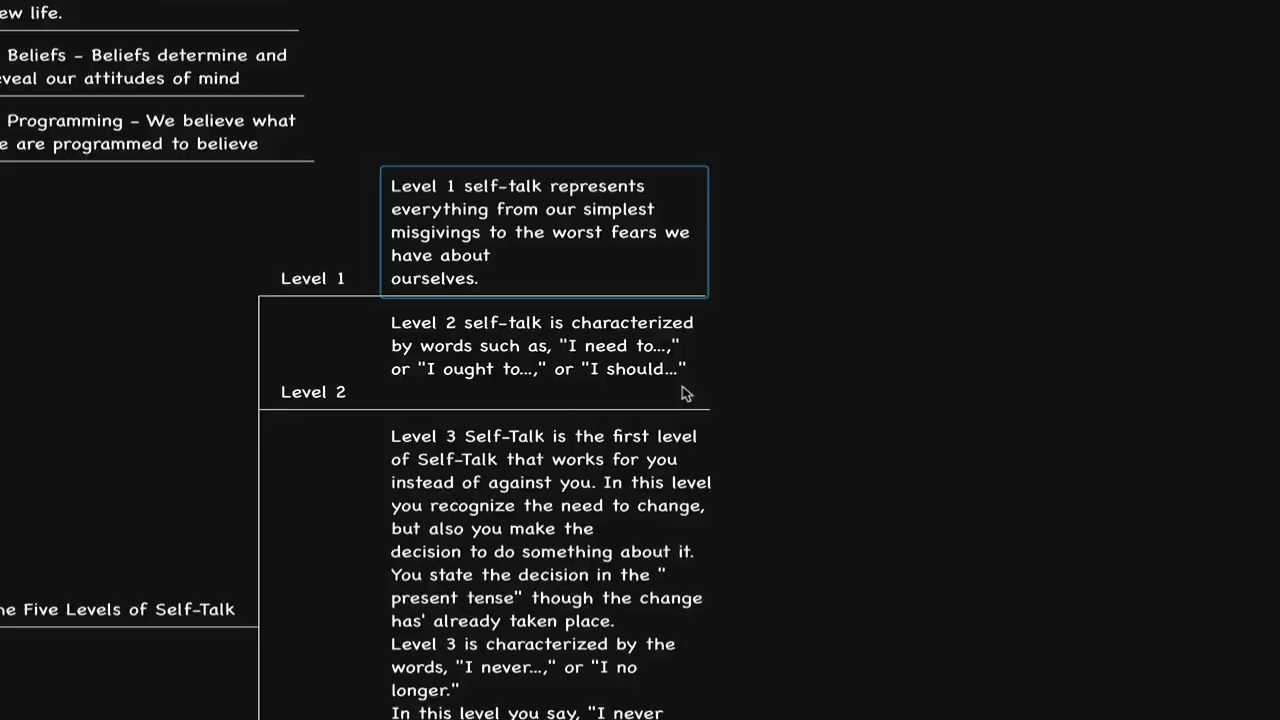 ew life.
Beliefs - Beliefs determine and
eveal our attitudes of mind
Programming - We believe what
e are programmed to believe
Level 1 self-talk represents
everything from our simplest
misgivings to the worst fears we
have about
ourselves.
Level 1
Level 2 self-talk is characterized
by words such as, "I need to...,"
or "I ought to...," or "I should..."
Level 2
Level 3 Self-Talk is the first level
of Self-Talk that works for you
instead of against you. In this level
you recognize the need to change,
but also you make the
decision to do something about it.
You state the decision in the "
present tense" though the change
has' already taken place.
Level 3 is characterized by the
words, "I never...," or "I no
longer."
In this level you say, "I never
he Five Levels of Self-Talk